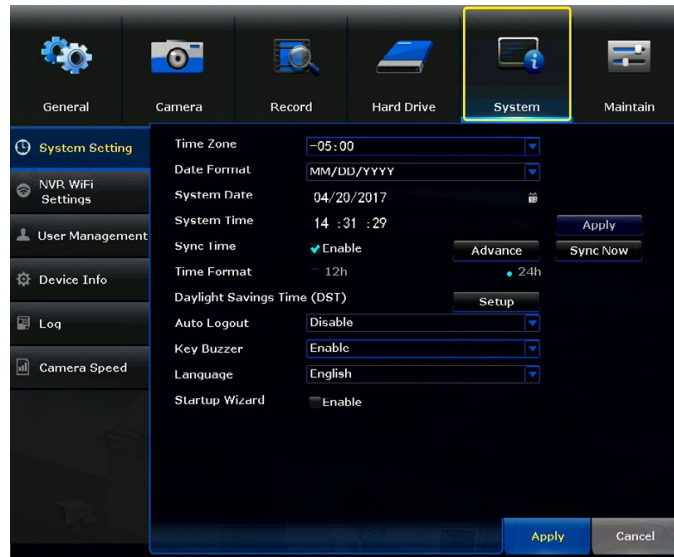 General Camera Record Hard Drive System Maintain
System Setting
NVR WiFi
Settings
User Management
Device Info
Log
Camera Speed
Time Zone -05:00
Date Format MM/DD/YYYY
System Date 04/20/2017
System Time 14 :31 :29 Apply
Sync Time Enable Advance Sync Now
Time Format 12h 24h
Daylight Savings Time (DST) Setup
Auto Logout Disable
Key Buzzer Enable
Language English
Startup Wizard Enable
Apply Cancel